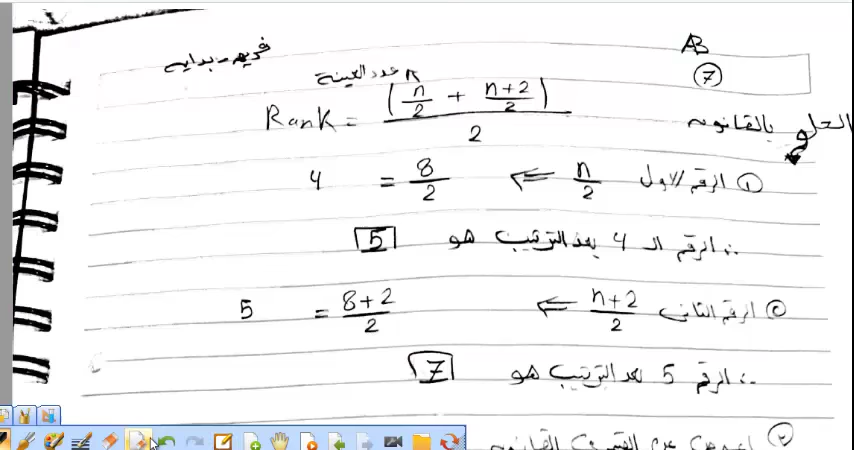 AB
7
فريم - بداية
عدد العينة
الحل بالقانون Rank = (n/2 + n+2/2) / 2
① الرقم الأول n/2 ⇐ 8/2 = 4
∴ الرقم الـ 4 بعد الترتيب هو 5
② الرقم الثاني n+2/2 ⇐ 8+2/2 = 5
∴ الرقم 5 بعد الترتيب هو 7